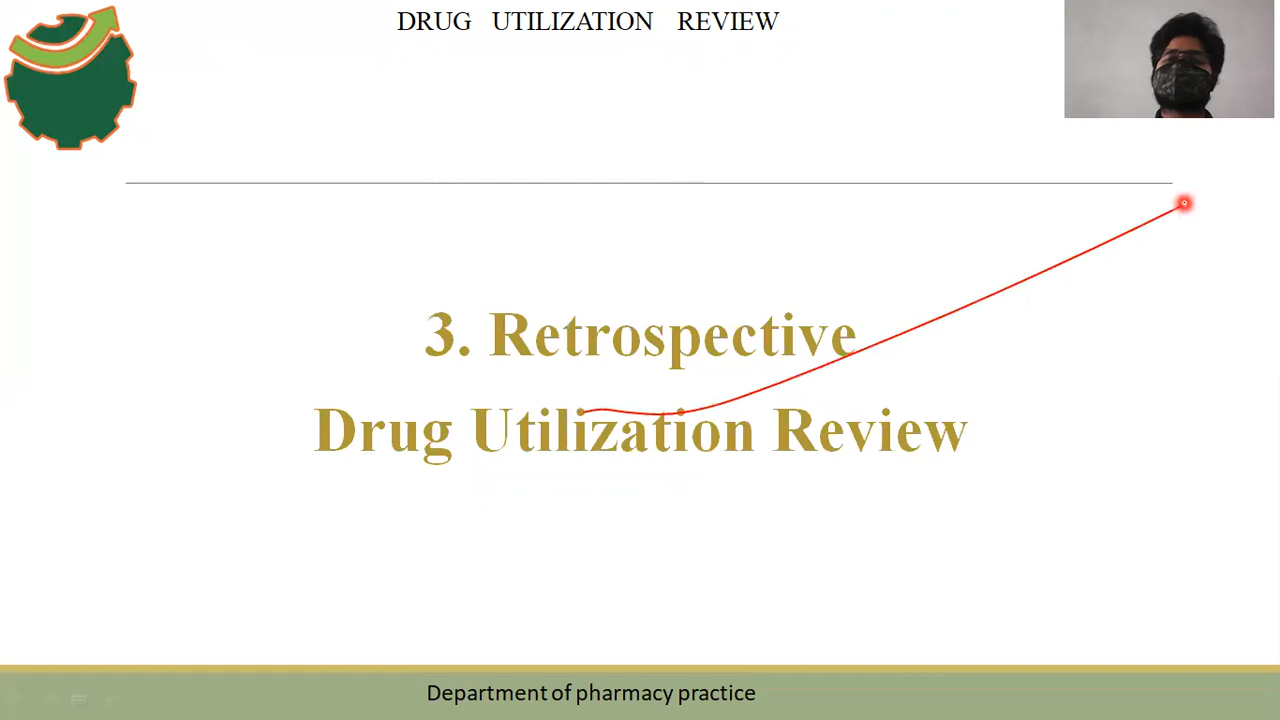 DRUG UTILIZATION REVIEW
3. Retrospective
Drug Utilization Review
Department of pharmacy practice